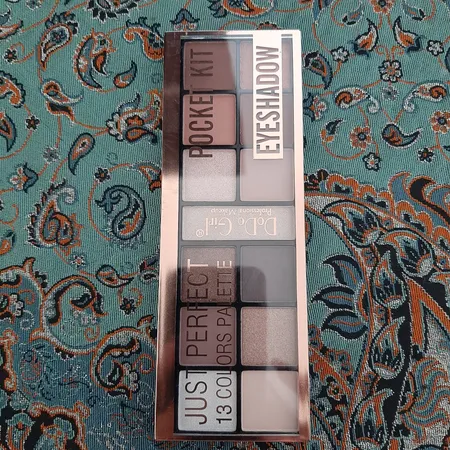 POCKET KIT
EYESHADOW
DoDo Girl®
JUST PERFECT
13 COLORS PALETTE